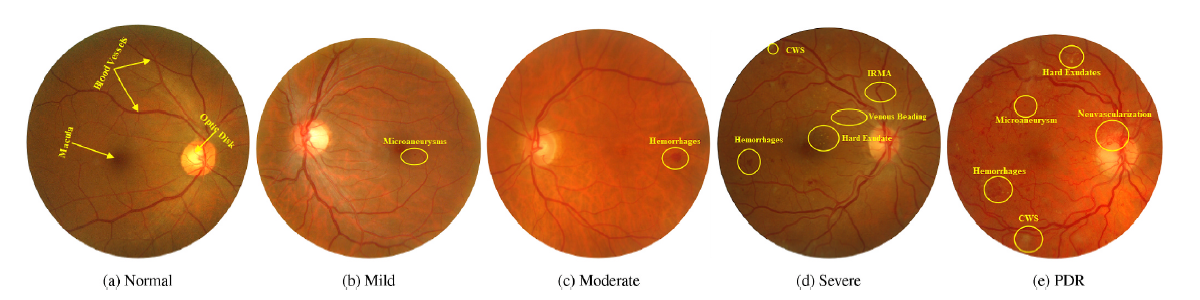 Blood Vessels
Macula
Optic Disk
(a) Normal
Microaneurysms
(b) Mild
Hemorrhages
(c) Moderate
CWS
IRMA
Venous Beading
Hard Exudate
Hemorrhages
(d) Severe
Hard Exudates
Microaneurysm
Neovascularization
Hemorrhages
CWS
(e) PDR